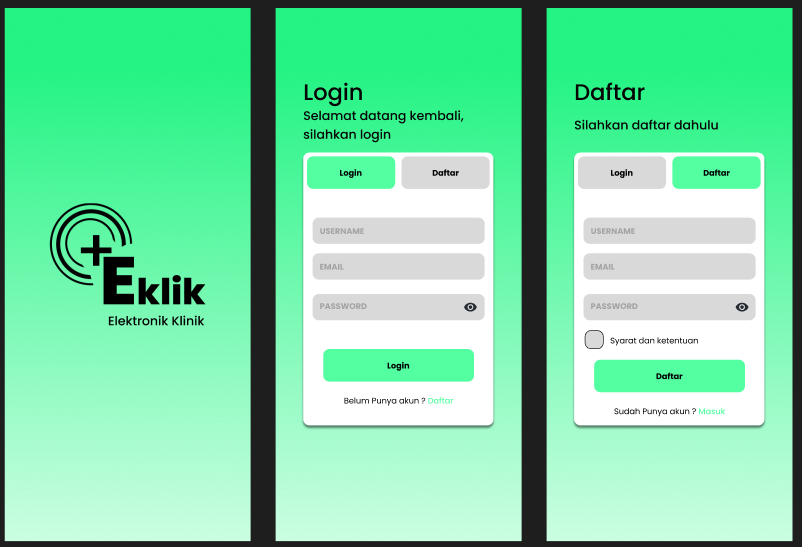 Eklik
Elektronik Klinik
Login
Selamat datang kembali,
silahkan login
Login Daftar
USERNAME
EMAIL
PASSWORD
Login
Belum Punya akun ? Daftar
Daftar
Silahkan daftar dahulu
Login Daftar
USERNAME
EMAIL
PASSWORD
Syarat dan ketentuan
Daftar
Sudah Punya akun ? Masuk